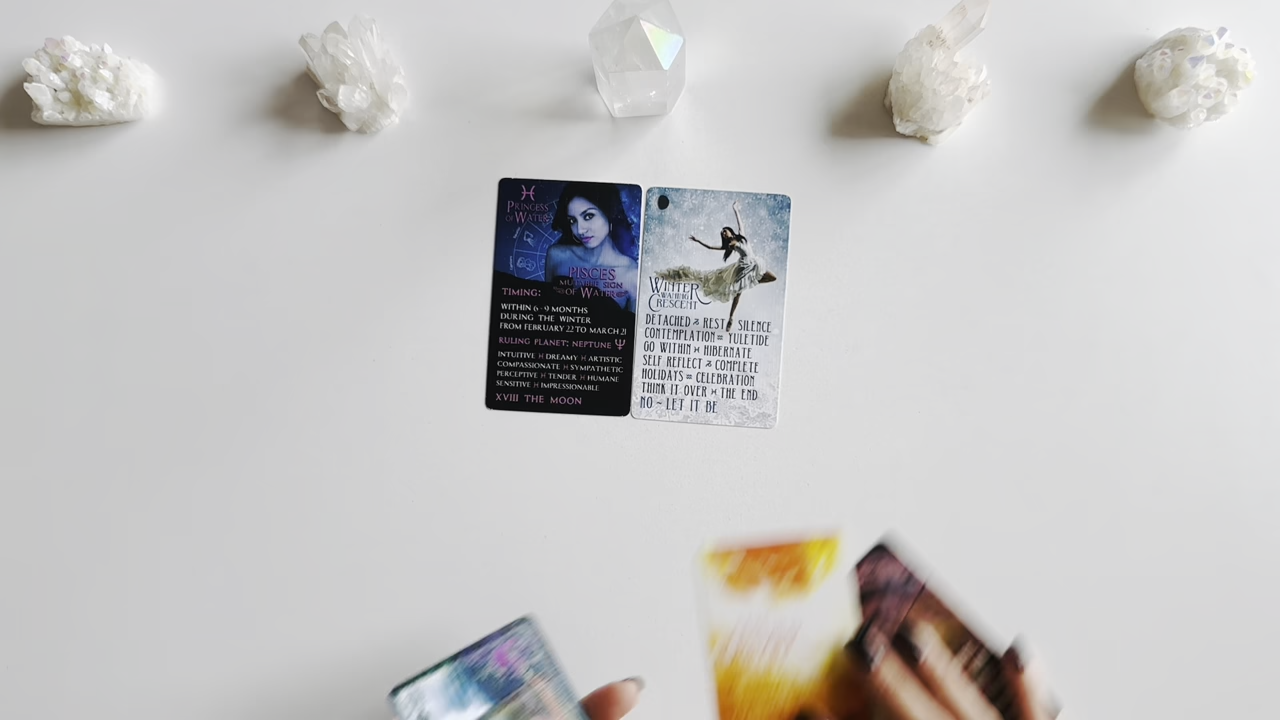 PRINCESS
OF WATERS
PISCES
MUTABLE SIGN
OF WATER
TIMING:
WITHIN 6-9 MONTHS
DURING THE WINTER
FROM FEBRUARY 22 TO MARCH 21
RULING PLANET: NEPTUNE ♆
INTUITIVE ♓ DREAMY ♓ ARTISTIC
COMPASSIONATE ♓ SYMPATHETIC
PERCEPTIVE ♓ TENDER ♓ HUMANE
SENSITIVE ♓ IMPRESSIONABLE
XVIII THE MOON
WINTER
WANING
CRESCENT
DETACHED REST SILENCE
CONTEMPLATION YULETIDE
GO WITHIN HIBERNATE
SELF REFLECT COMPLETE
HOLIDAYS CELEBRATION
THINK IT OVER THE END
NO ~ LET IT BE